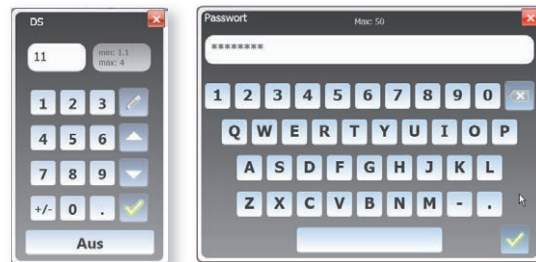 DS
11
min: 1.1
max: 4
1 2 3
4 5 6
7 8 9
+/- 0 .
Aus
Passwort
Max: 50
********
1 2 3 4 5 6 7 8 9 0
Q W E R T Y U I O P
A S D F G H J K L
Z X C V B N M - .